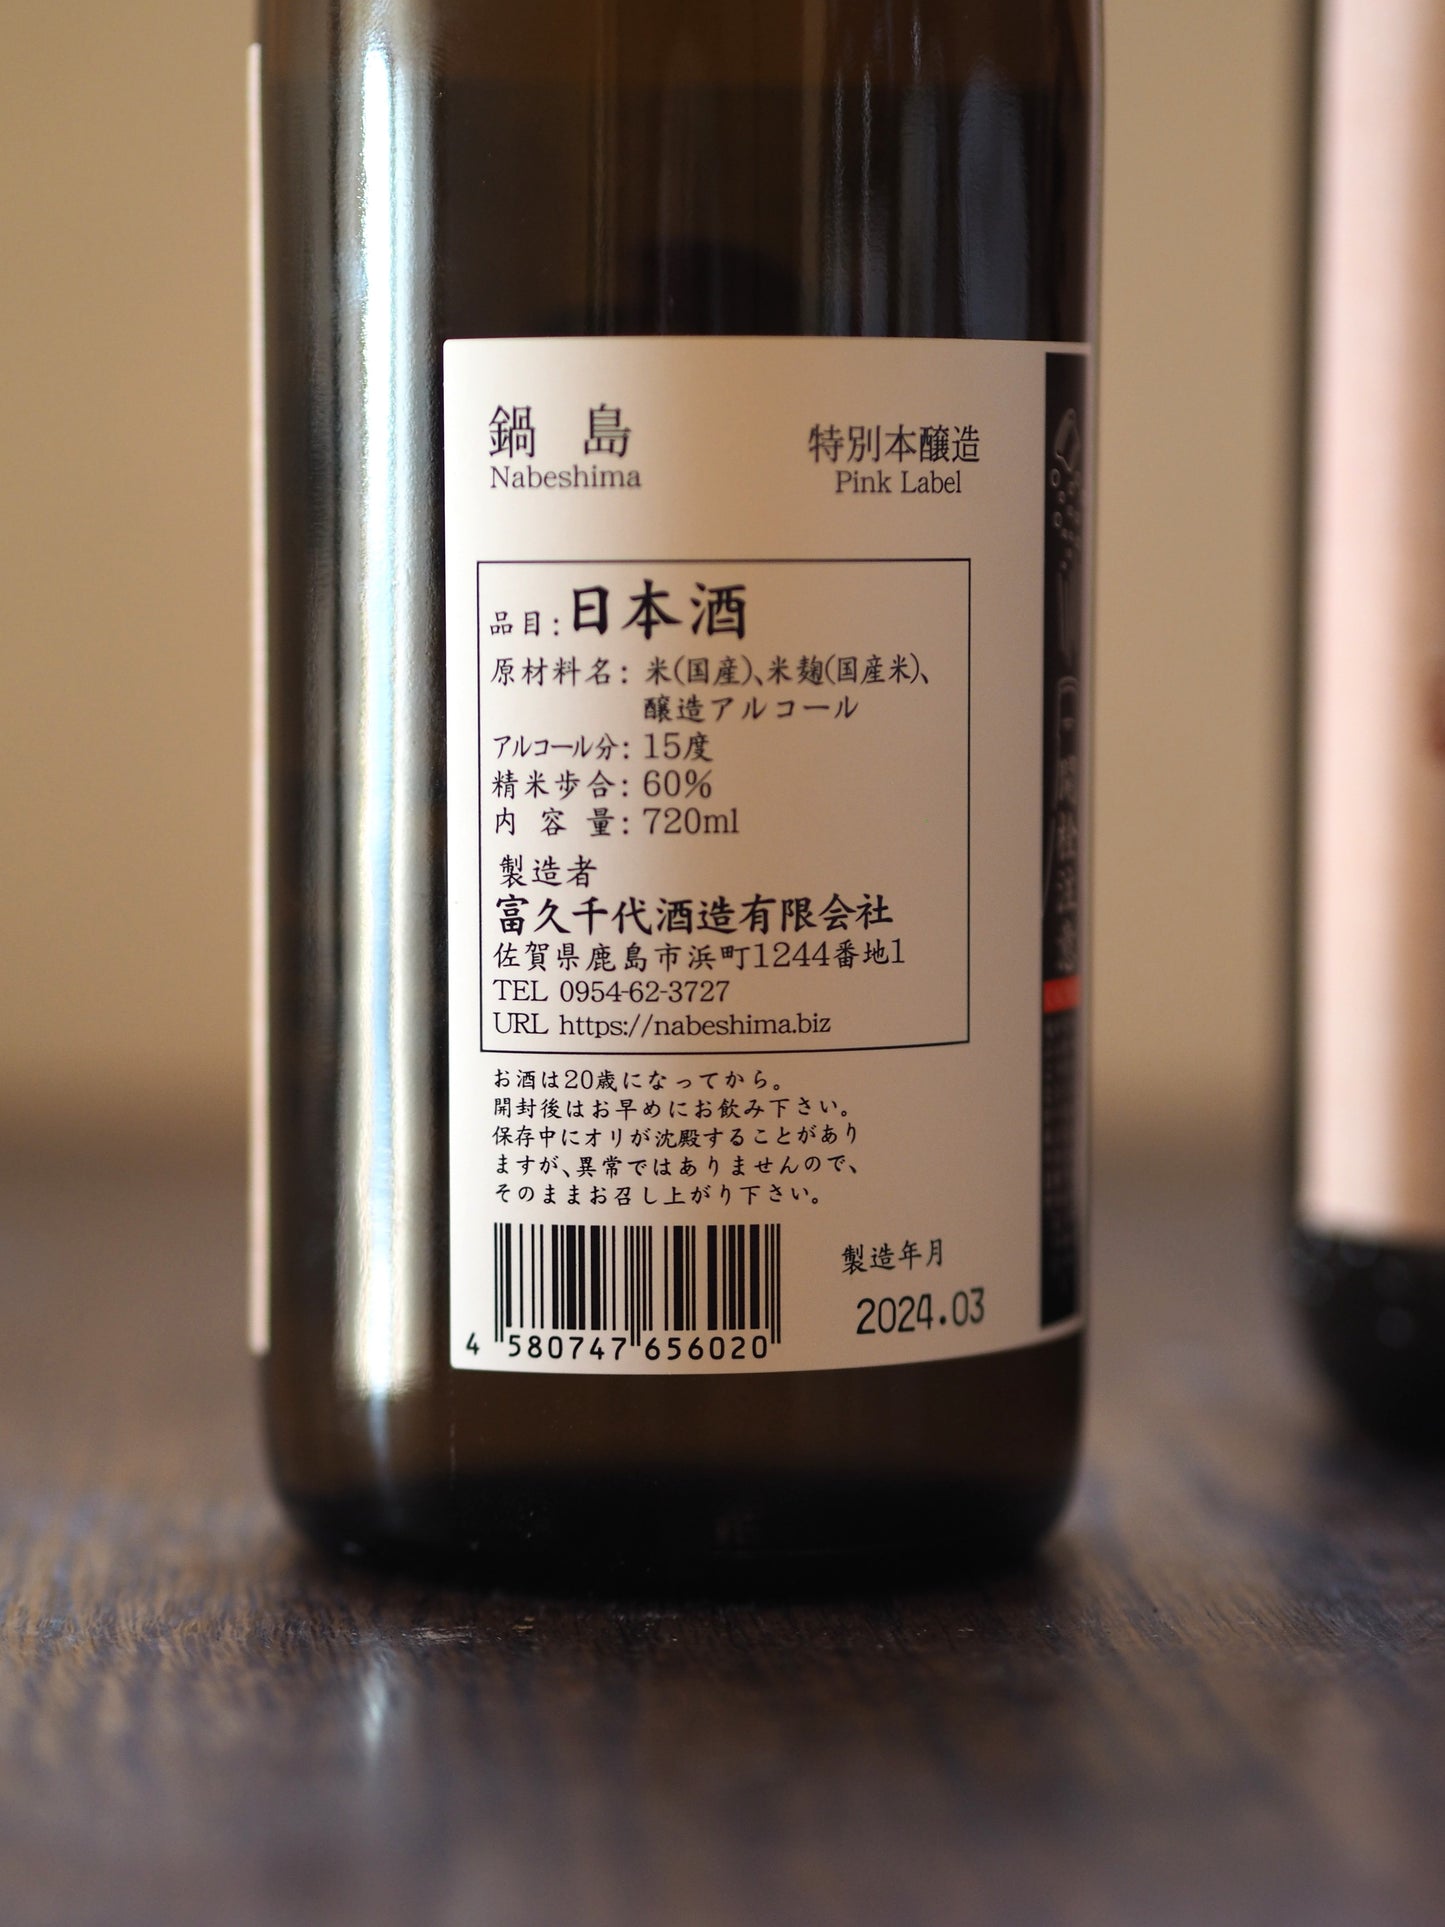 鍋島
Nabeshima
特別本醸造
Pink Label
品目:日本酒
原材料名: 米(国産)、米麹(国産米)、
醸造アルコール
アルコール分: 15度
精米歩合: 60%
内容量: 720ml
製造者
富久千代酒造有限会社
佐賀県鹿島市浜町1244番地1
TEL 0954-62-3727
URL https://nabeshima.biz
お酒は20歳になってから。
開封後はお早めにお飲み下さい。
保存中にオリが沈殿することがあり
ますが、異常ではありませんので、
そのままお召し上がり下さい。
4 580747 656020
製造年月
2024.03
開栓注意